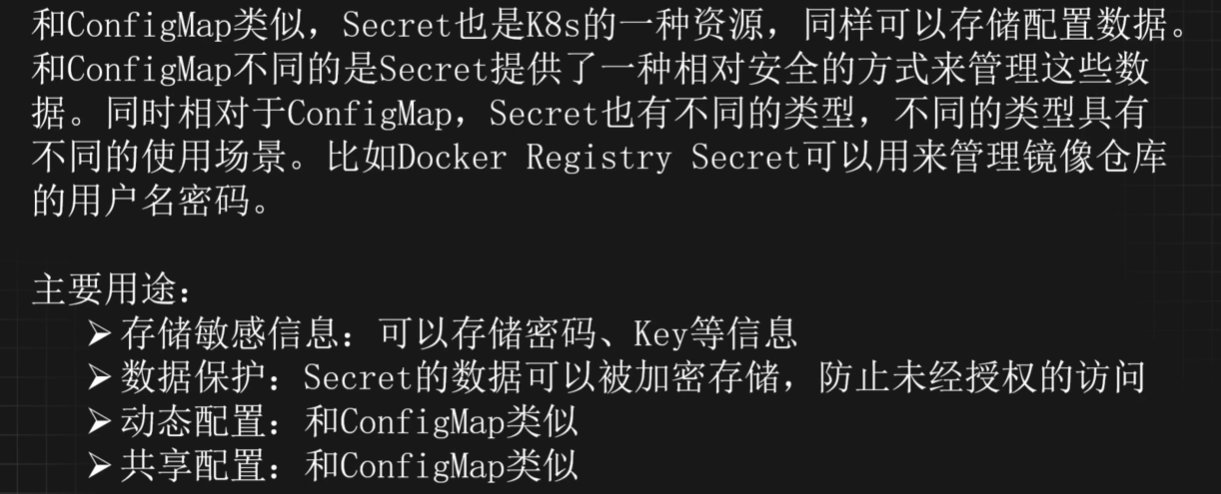 和ConfigMap类似，Secret也是K8s的一种资源，同样可以存储配置数据。
和ConfigMap不同的是Secret提供了一种相对安全的方式来管理这些数
据。同时相对于ConfigMap，Secret也有不同的类型，不同的类型具有
不同的使用场景。比如Docker Registry Secret可以用来管理镜像仓库
的用户名密码。
主要用途：
➢存储敏感信息：可以存储密码、Key等信息
➢数据保护：Secret的数据可以被加密存储，防止未经授权的访问
➢动态配置：和ConfigMap类似
➢共享配置：和ConfigMap类似